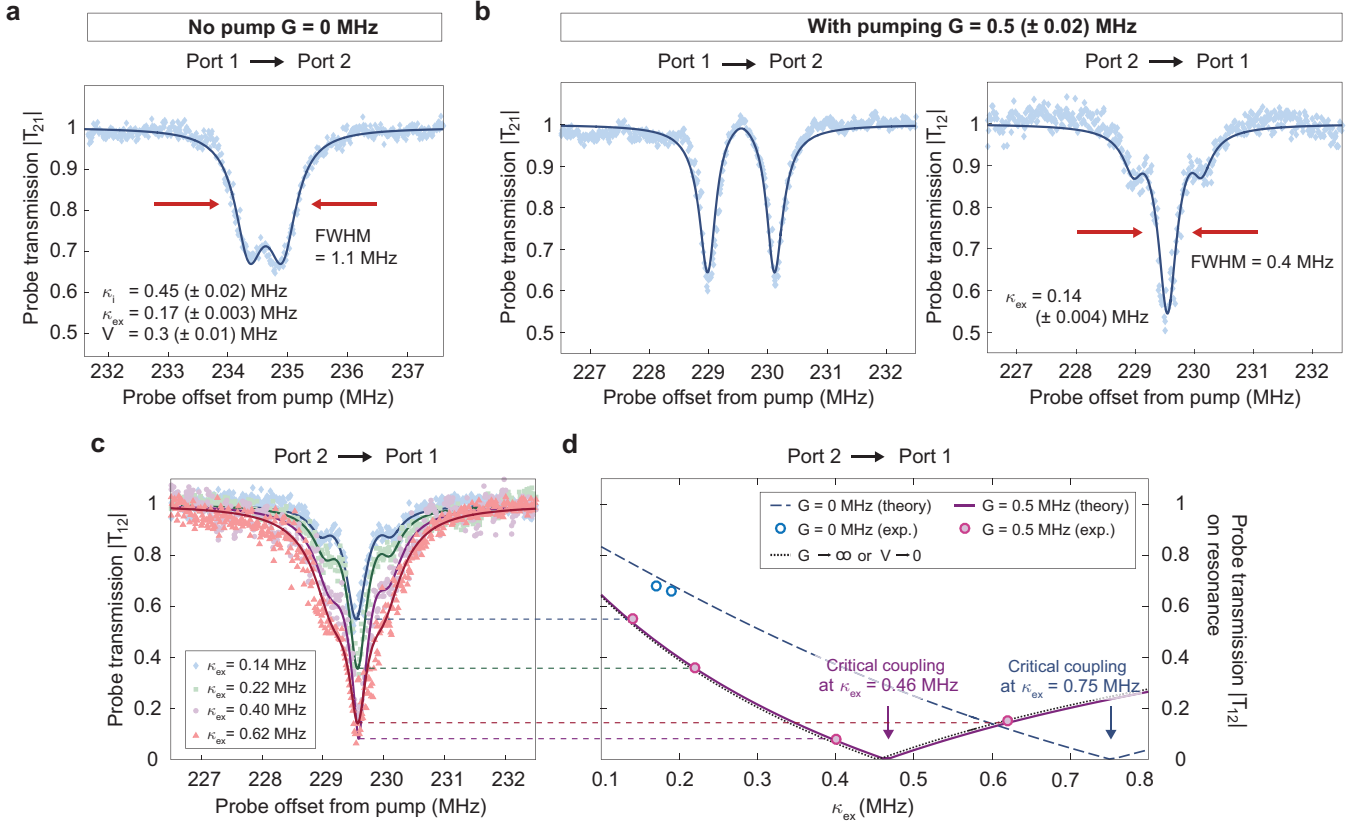 a
No pump G = 0 MHz
Port 1 → Port 2
Probe transmission |T21|
1
0.9
0.8
0.7
0.6
0.5
FWHM
= 1.1 MHz
κi = 0.45 (± 0.02) MHz
κex = 0.17 (± 0.003) MHz
V = 0.3 (± 0.01) MHz
232 233 234 235 236 237
Probe offset from pump (MHz)
b
With pumping G = 0.5 (± 0.02) MHz
Port 1 → Port 2
Probe transmission |T21|
1
0.9
0.8
0.7
0.6
0.5
227 228 229 230 231 232
Probe offset from pump (MHz)
Port 2 → Port 1
Probe transmission |T12|
1
0.9
0.8
0.7
0.6
0.5
FWHM = 0.4 MHz
κex = 0.14
(± 0.004) MHz
227 228 229 230 231 232
Probe offset from pump (MHz)
c
Port 2 → Port 1
Probe transmission |T12|
1
0.8
0.6
0.4
0.2
0
κex = 0.14 MHz
κex = 0.22 MHz
κex = 0.40 MHz
κex = 0.62 MHz
227 228 229 230 231 232
Probe offset from pump (MHz)
d
Port 2 → Port 1
G = 0 MHz (theory)
G = 0.5 MHz (theory)
G = 0 MHz (exp.)
G = 0.5 MHz (exp.)
G → ∞ or V → 0
Critical coupling
at κex = 0.46 MHz
Critical coupling
at κex = 0.75 MHz
1
0.8
0.6
0.4
0.2
0
Probe transmission |T12|
on resonance
0.1 0.2 0.3 0.4 0.5 0.6 0.7 0.8
κex (MHz)